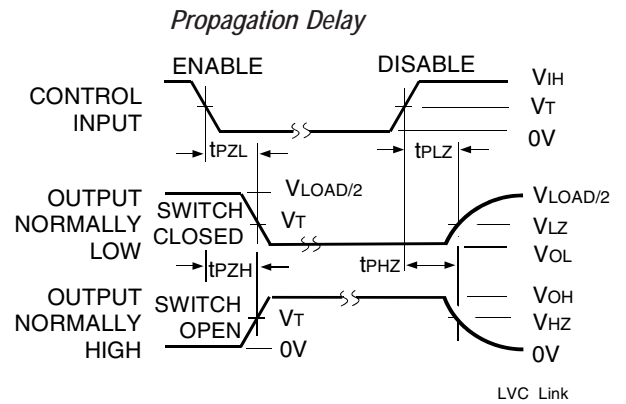 Propagation Delay
ENABLE
DISABLE
CONTROL
INPUT
VIH
VT
0V
tPZL
tPLZ
OUTPUT
NORMALLY
LOW
SWITCH
CLOSED
VLOAD/2
VT
VLOAD/2
VLZ
VOL
tPZH
tPHZ
OUTPUT
NORMALLY
HIGH
SWITCH
OPEN
VT
0V
VOH
VHZ
0V
LVC Link